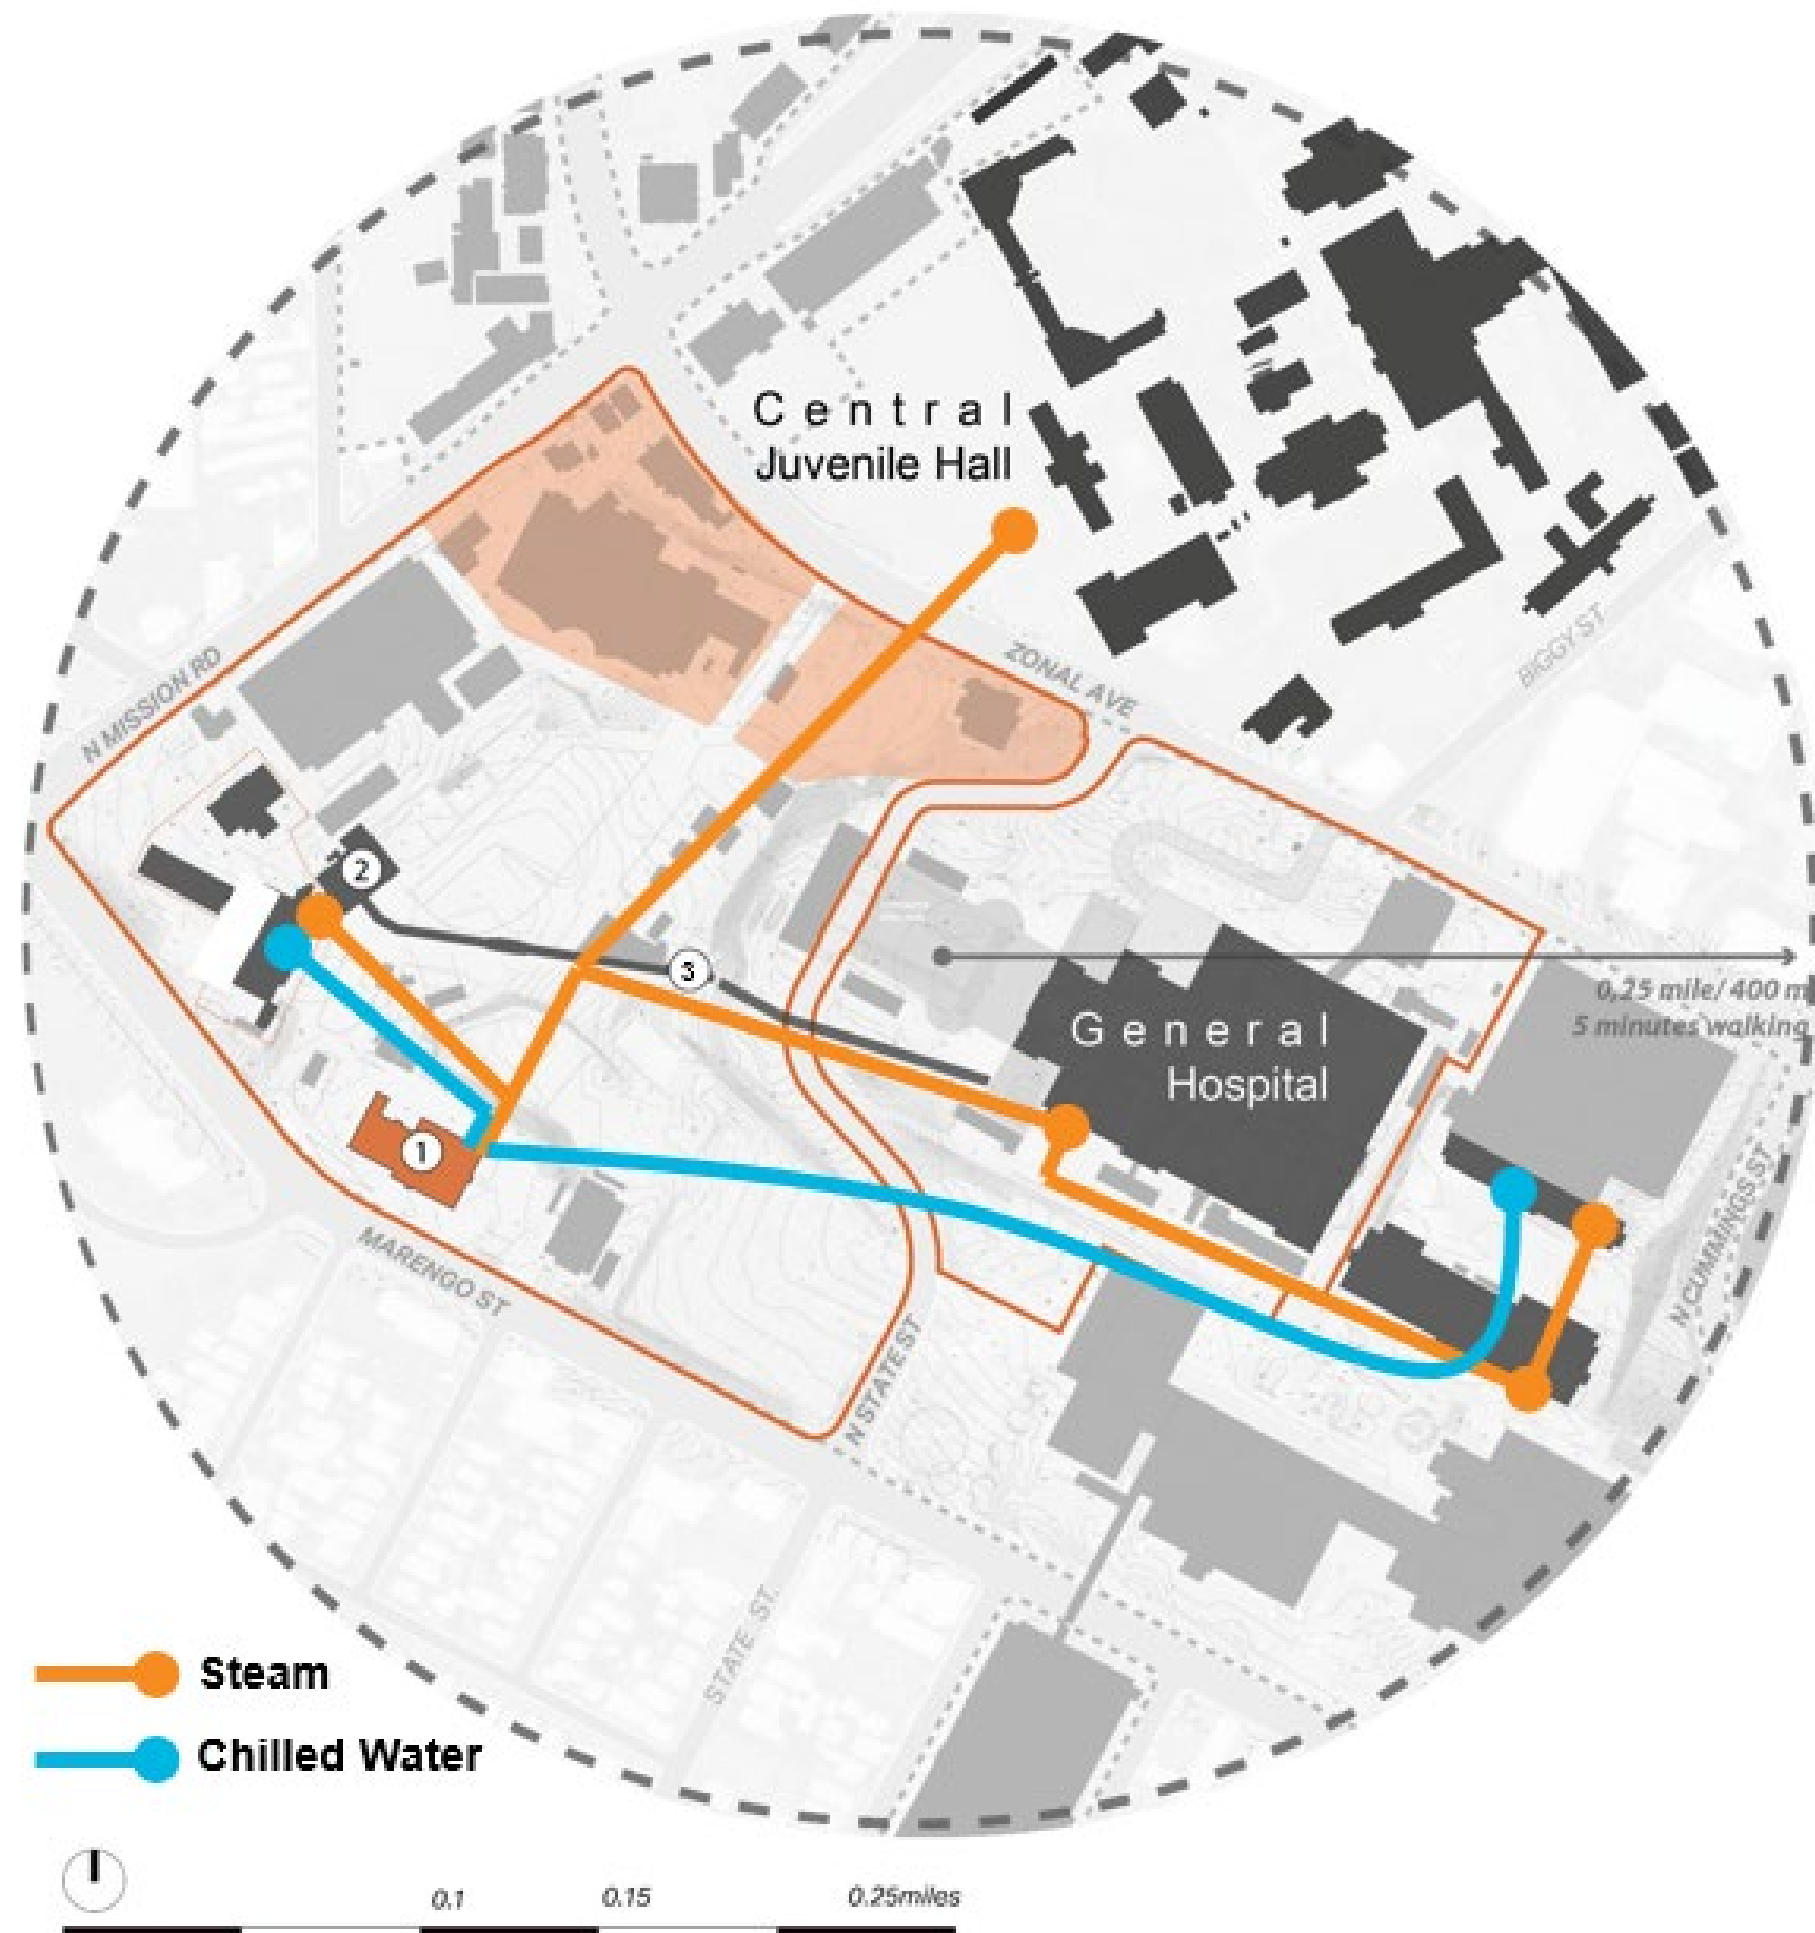 Central
Juvenile Hall
N MISSION RD
ZONAL AVE
BIGGY ST
2
3
0,25 mile/ 400 m
5 minutes walking
General
Hospital
1
N CUMMINGS ST
MARENGO ST
N STATE ST
STATE ST.
Steam
Chilled Water
0.1
0.15
0.25miles